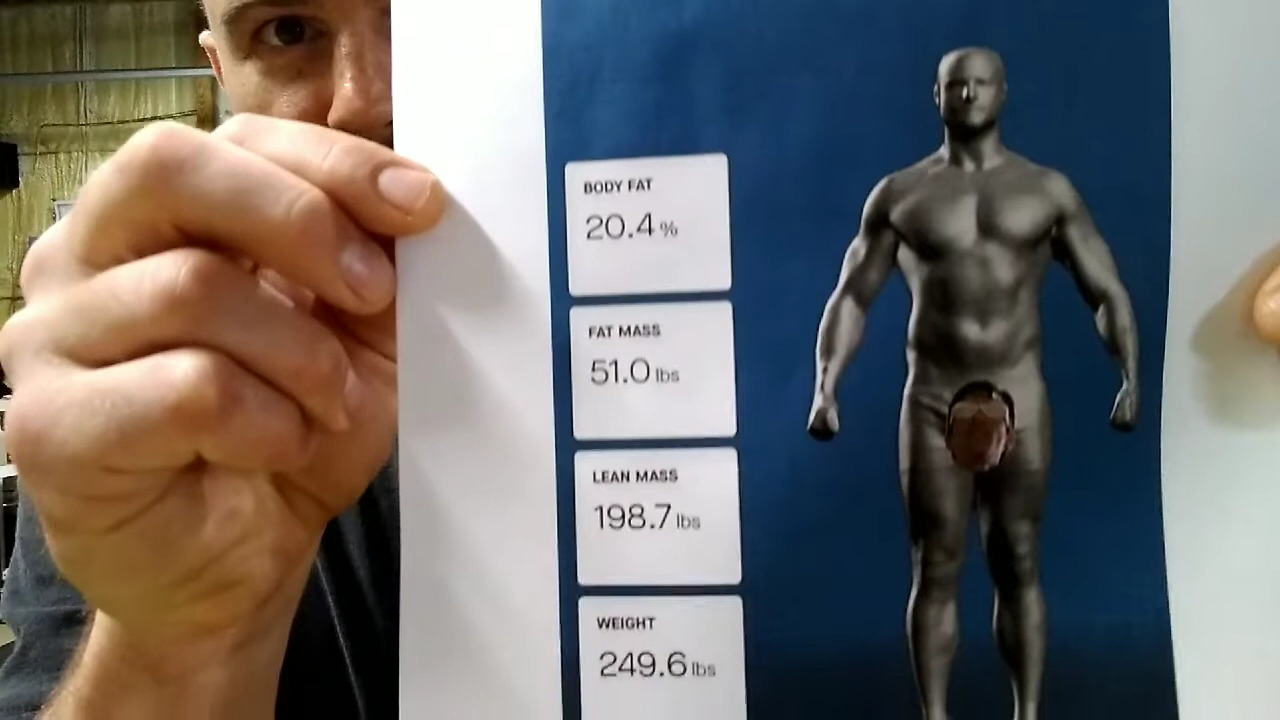 BODY FAT
20.4%
FAT MASS
51.0 lbs
LEAN MASS
198.7 lbs
WEIGHT
249.6 lbs